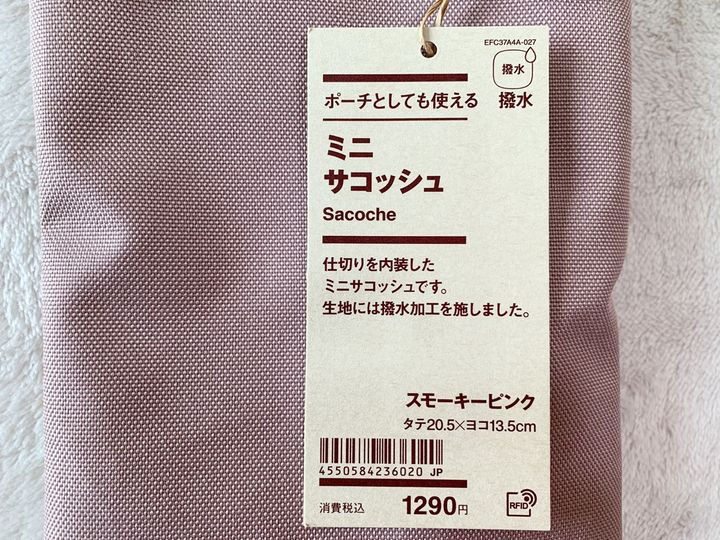 EFC37A4A-027
撥水
ポーチとしても使える 撥水
ミニ
サコッシュ
Sacoche
仕切りを内装した
ミニサコッシュです。
生地には撥水加工を施しました。
スモーキーピンク
タテ20.5×ヨコ13.5cm
4550584236020 JP
消費税込 1290円
RFID